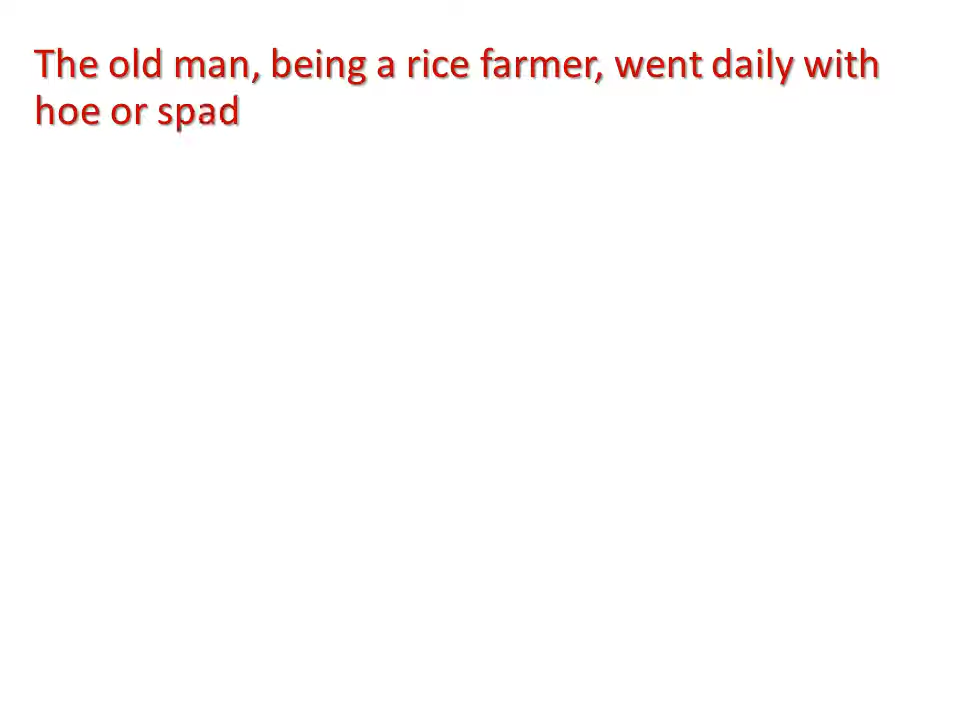 The old man, being a rice farmer, went daily with
hoe or spad